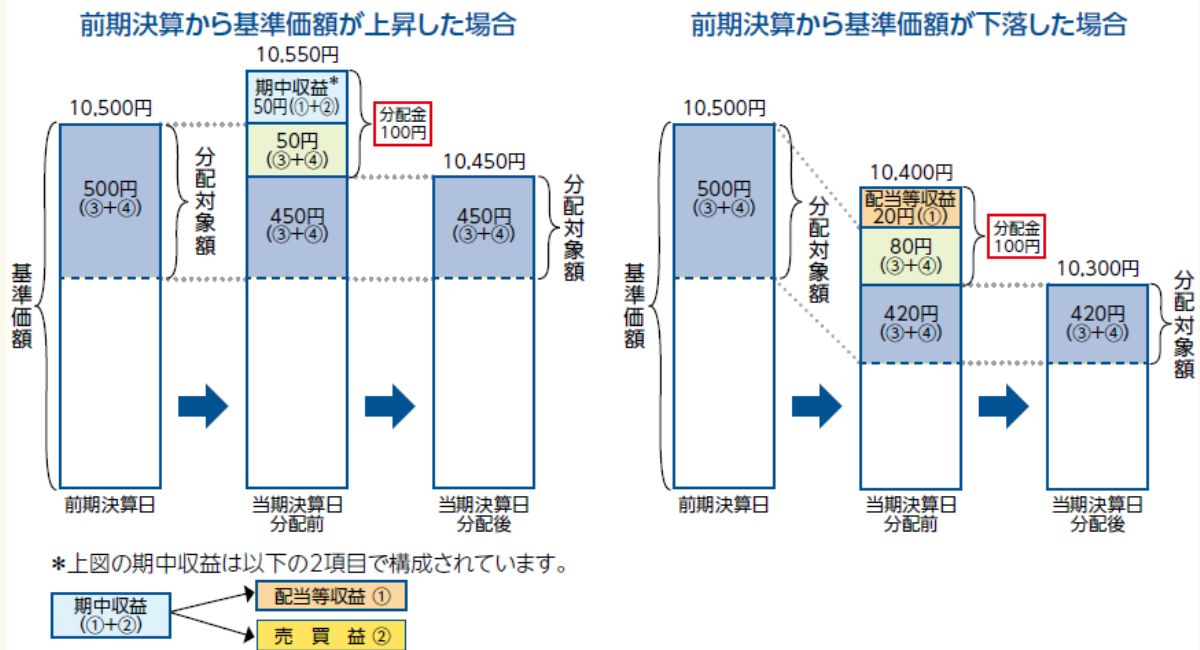 前期決算から基準価額が上昇した場合
10,550円
10,500円
期中収益*
50円(①+②)
分配金
100円
50円
(③+④)
10,450円
500円
(③+④)
分配対象額
450円
(③+④)
450円
(③+④)
分配対象額
基準価額
前期決算日
当期決算日
分配前
当期決算日
分配後
前期決算から基準価額が下落した場合
10,500円
10,400円
500円
(③+④)
分配対象額
配当等収益
20円(①)
分配金
100円
80円
(③+④)
10,300円
420円
(③+④)
420円
(③+④)
分配対象額
基準価額
前期決算日
当期決算日
分配前
当期決算日
分配後
*上図の期中収益は以下の2項目で構成されています。
期中収益
(①+②)
配当等収益 ①
売 買 益 ②